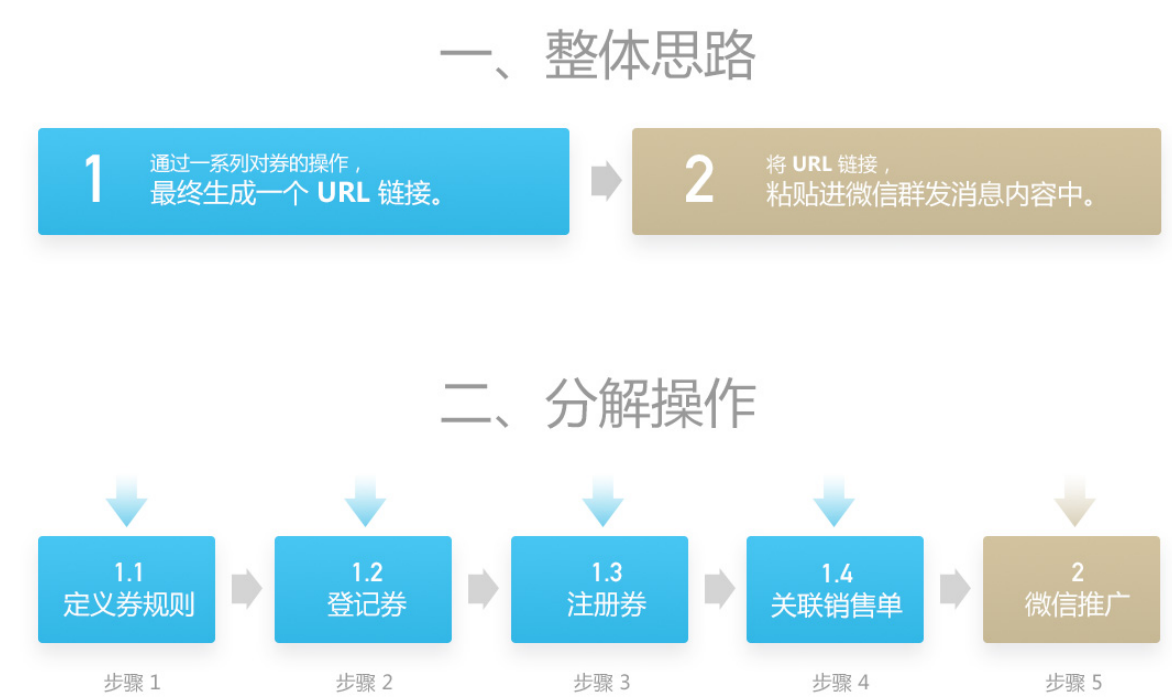 一、整体思路
1
通过一系列对券的操作，
最终生成一个 URL 链接。
2
将 URL 链接，
粘贴进微信群发消息内容中。
二、分解操作
1.1
定义券规则
1.2
登记券
1.3
注册券
1.4
关联销售单
2
微信推广
步骤 1
步骤 2
步骤 3
步骤 4
步骤 5